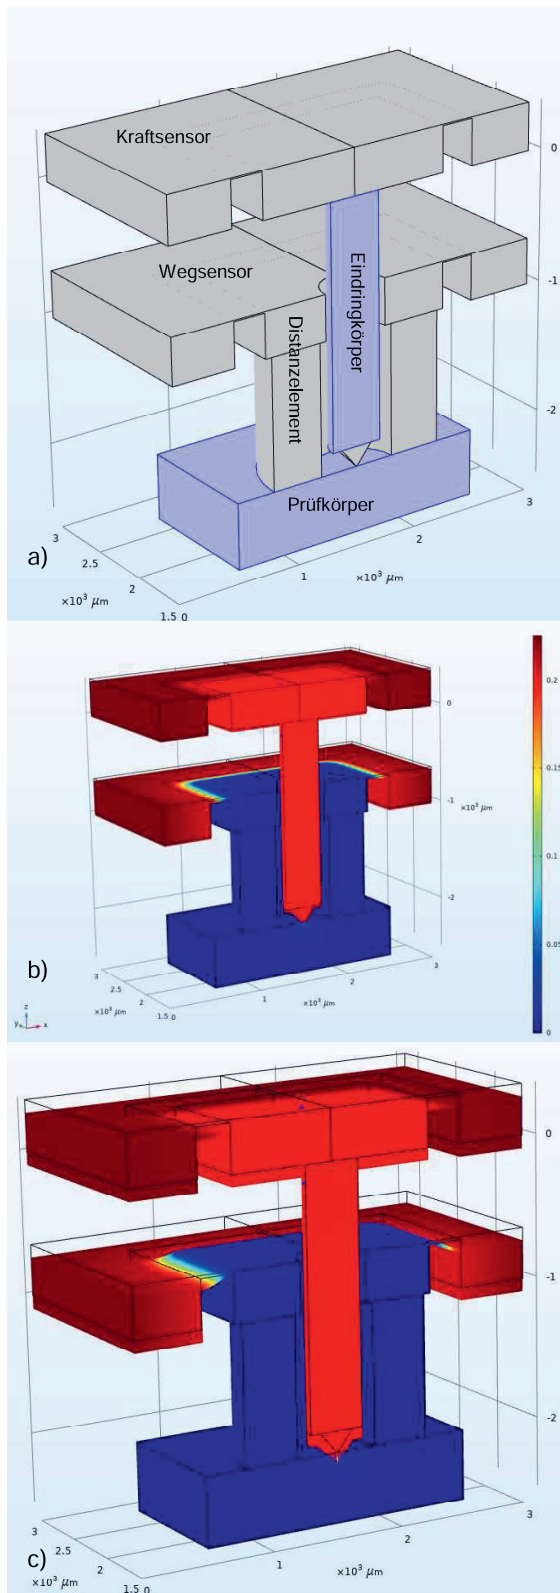 Kraftsensor
0
Wegsensor
-1
Eindringkörper
Distanzelement
-2
Prüfkörper
3
3
a)
2.5
2
×10³ µm
2
1
×10³ µm
1.5 0
0.2
0
0.15
×10³ µm
-1
0.1
-2
0.05
b)
3
3
2.5
2
2
×10³ µm
1
×10³ µm
1.5 0
z
y x
0
0
-1
-2
3
3
2.5
2
c)
2
1
×10³ µm
×10³ µm
1.5 0